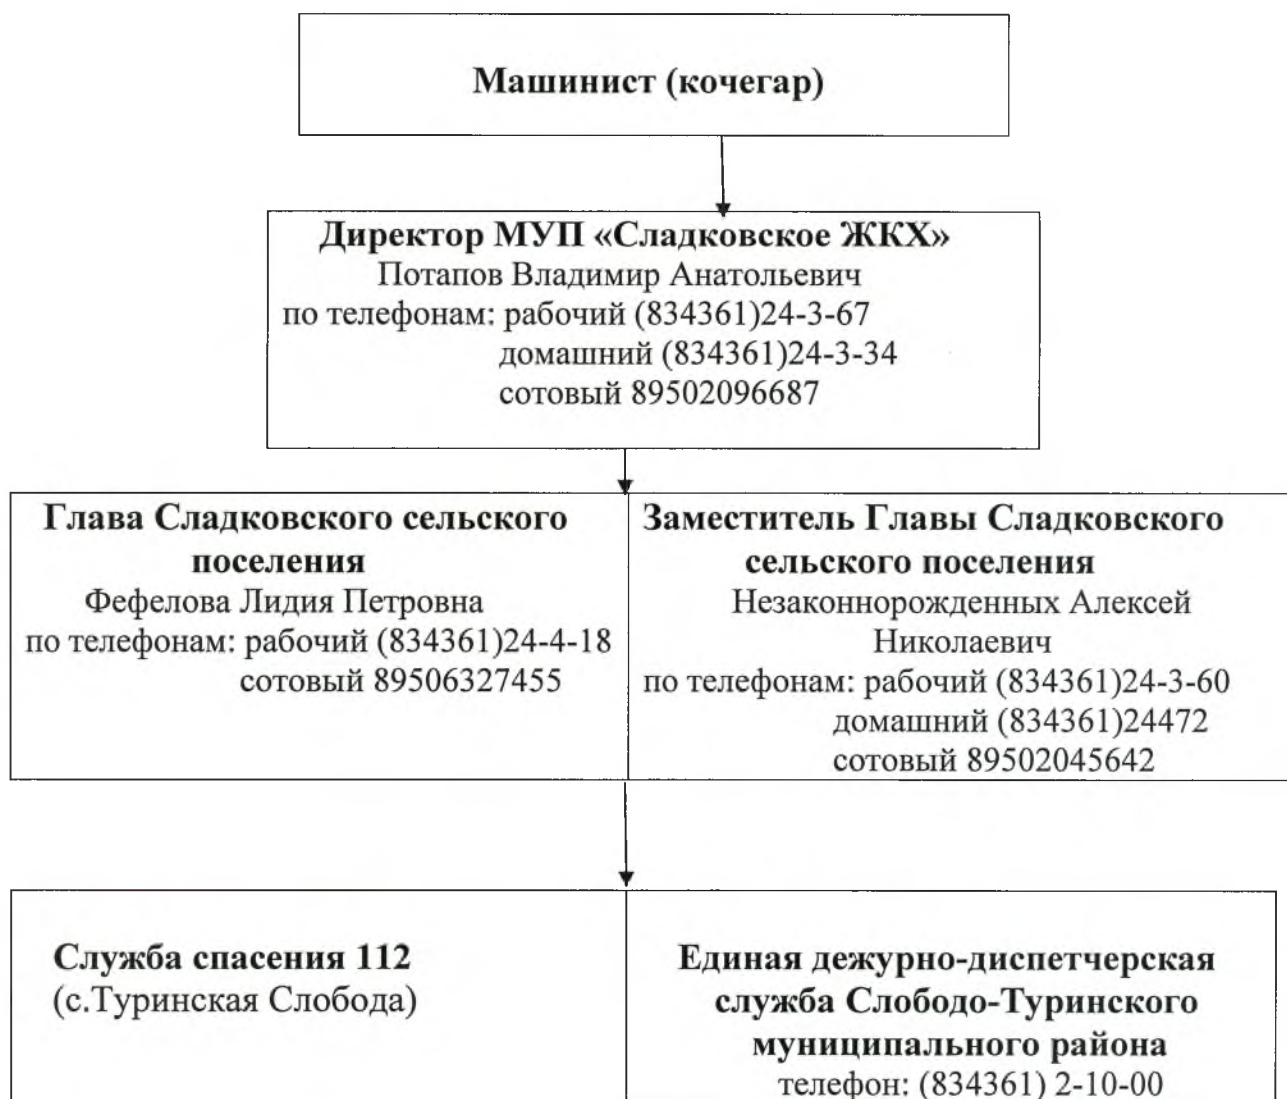 Машинист (кочегар)
Директор МУП «Сладковское ЖКХ»
Потапов Владимир Анатольевич
по телефонам: рабочий (834361)24-3-67
домашний (834361)24-3-34
сотовый 89502096687
Глава Сладковского сельского
поселения
Фефелова Лидия Петровна
по телефонам: рабочий (834361)24-4-18
сотовый 89506327455
Заместитель Главы Сладковского
сельского поселения
Незаконнорожденных Алексей
Николаевич
по телефонам: рабочий (834361)24-3-60
домашний (834361)24472
сотовый 89502045642
Служба спасения 112
(с.Туринская Слобода)
Единая дежурно-диспетчерская
служба Слободо-Туринского
муниципального района
телефон: (834361) 2-10-00